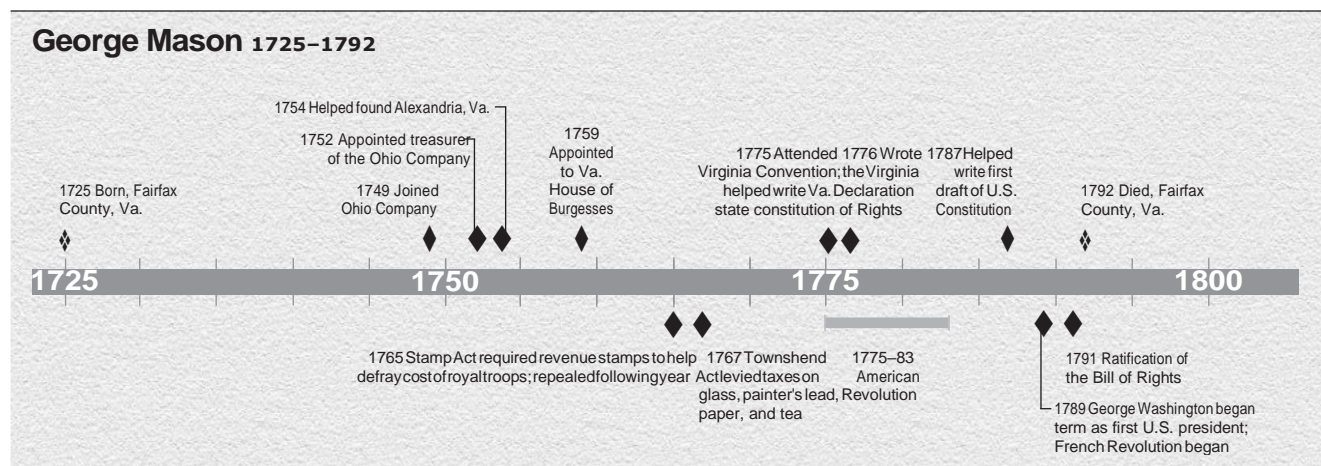 George Mason 1725–1792
1754 Helped found Alexandria, Va.
1752 Appointed treasurer
of the Ohio Company
1759
Appointed
to Va.
House of
Burgesses
1775 Attended
Virginia Convention;
helped write Va.
state constitution
1776 Wrote
the Virginia
Declaration
of Rights
1787 Helped
write first
draft of U.S.
Constitution
1725 Born, Fairfax
County, Va.
1749 Joined
Ohio Company
1792 Died, Fairfax
County, Va.
1725
1750
1775
1800
1765 Stamp Act required revenue stamps to help
defray cost of royal troops; repealed following year
1767 Townshend
Act levied taxes on
glass, painter's lead,
paper, and tea
1775–83
American
Revolution
1791 Ratification of
the Bill of Rights
1789 George Washington began
term as first U.S. president;
French Revolution began